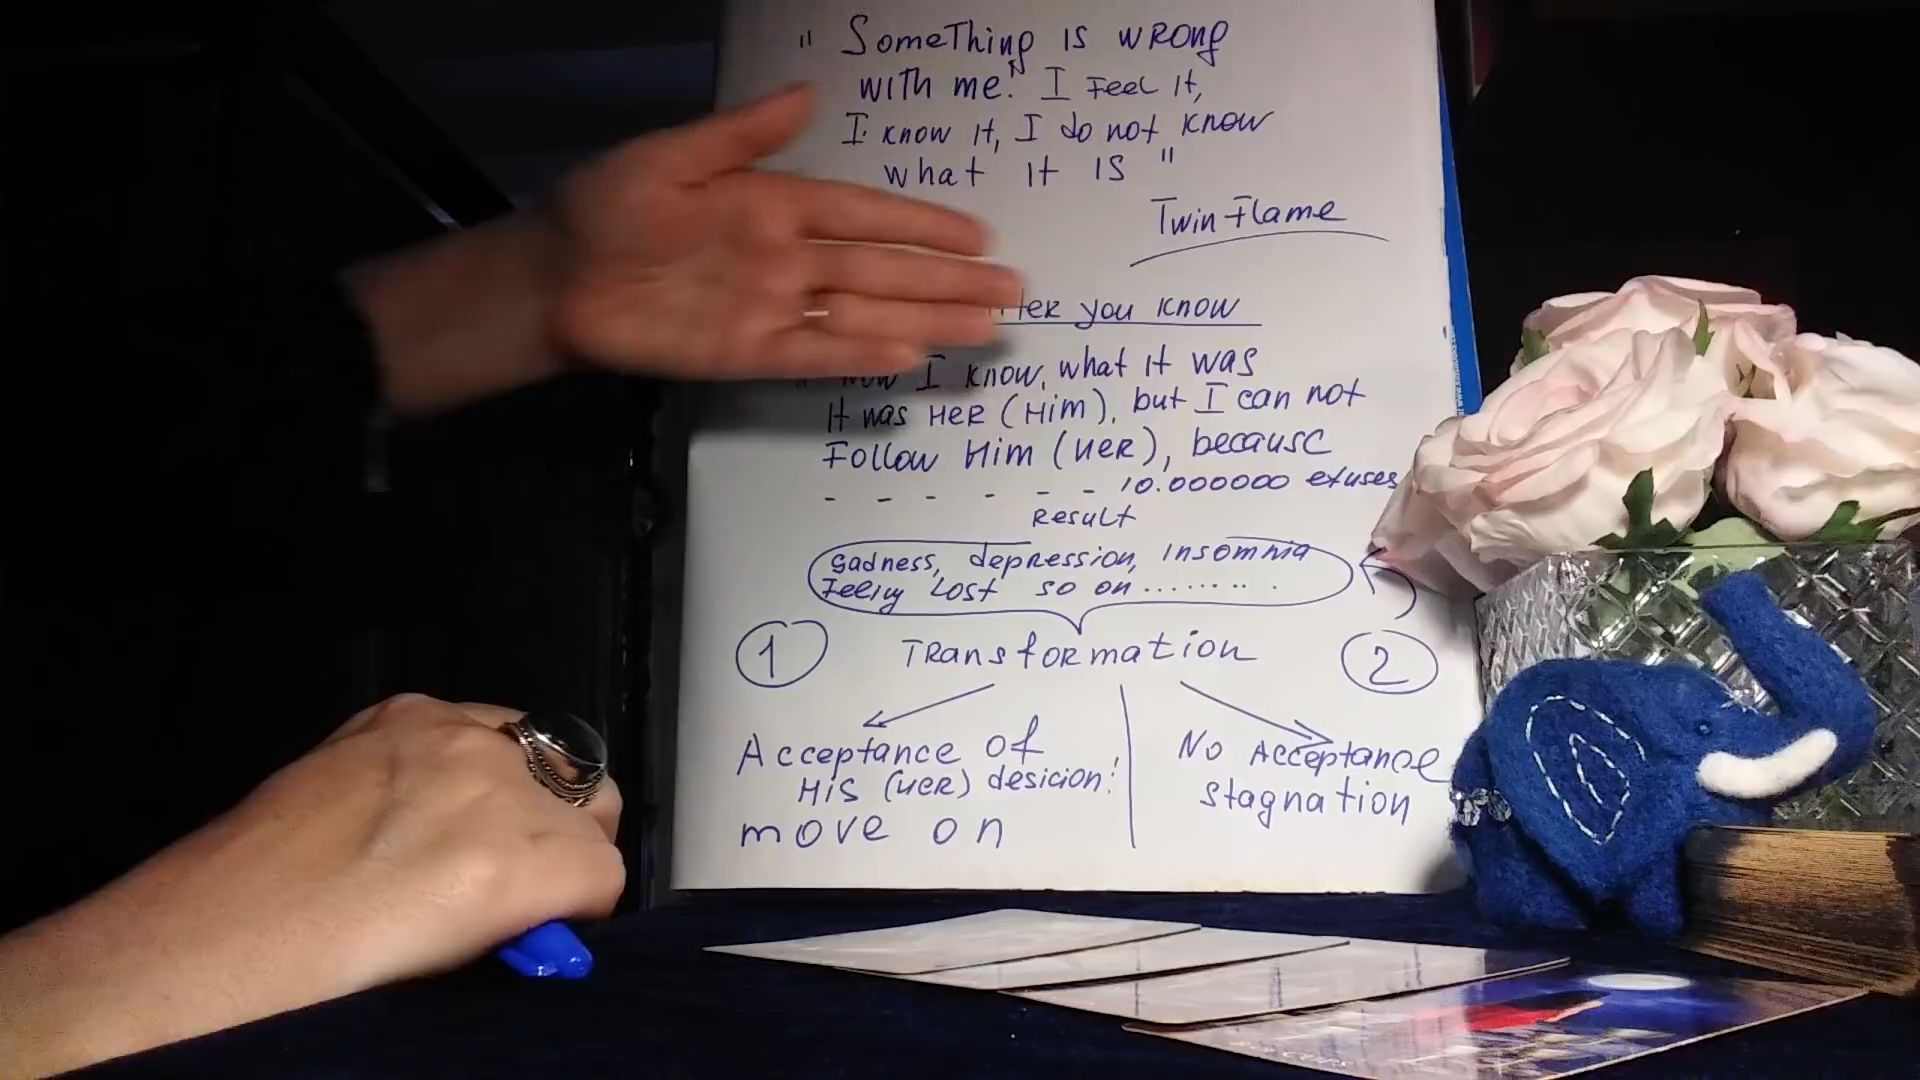 " Something is wrong
with me." I Feel it,
I know it, I do not know
what it is "
Twin Flame
you know
I know, what it was
It was Her (Him), but I can not
Follow Him (Her), because
- - - - - - 10.000000 exuses
Result
sadness, depression, insomnia
Feeling Lost so on ........
1 Transformation 2
Acceptance of
His (Her) desicion!
move on
No Acceptance
stagnation